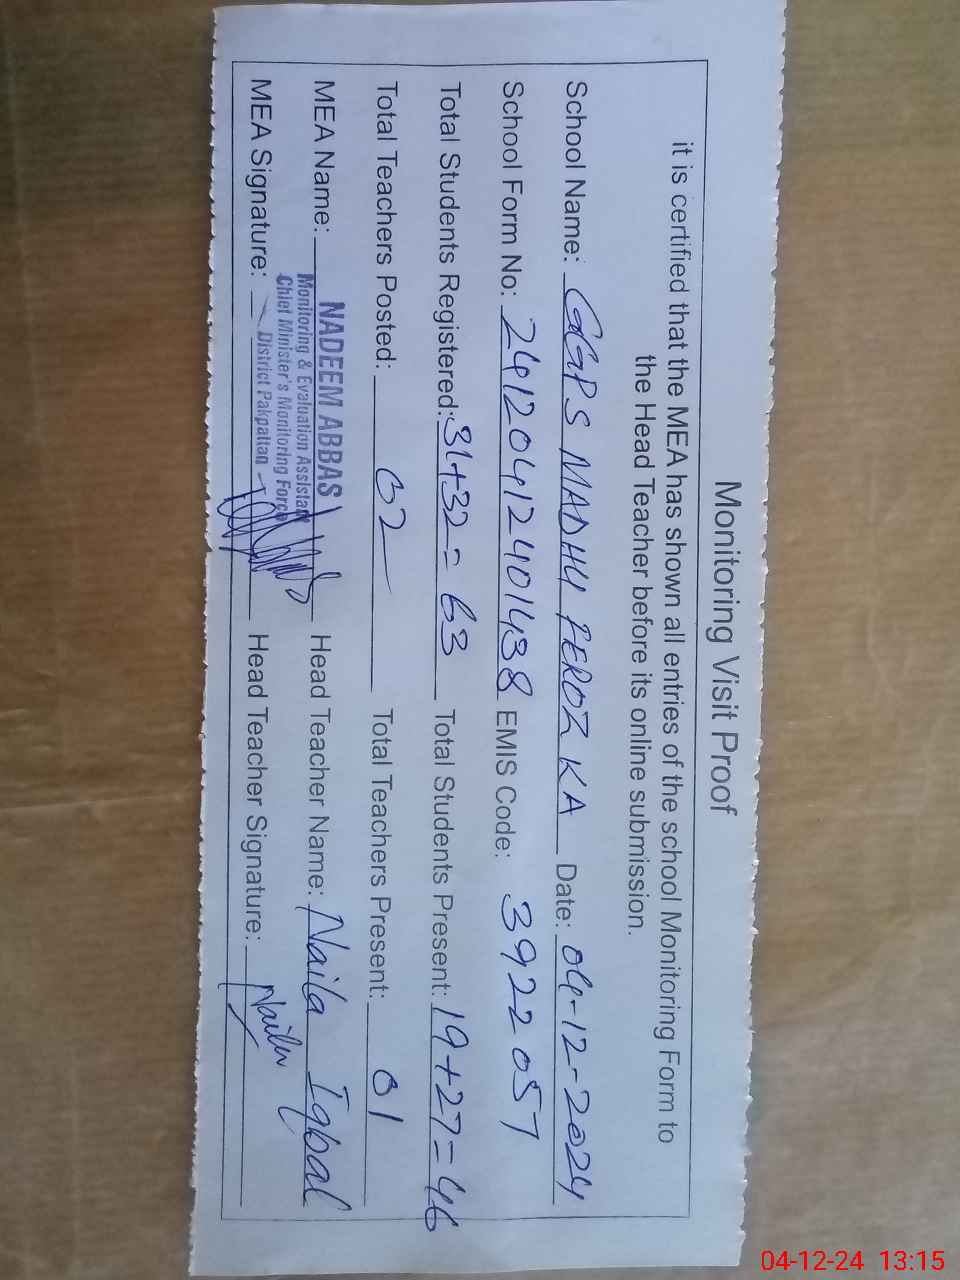 Monitoring Visit Proof
it is certified that the MEA has shown all entries of the school Monitoring Form to
the Head Teacher before its online submission.
School Name: GGPS MADHU FEROZ KA Date: 04-12-2024
School Form No: 24120412401438 EMIS Code: 3922057
Total Students Registered: 31+32= 63 Total Students Present: 19+27=46
Total Teachers Posted: 02 Total Teachers Present: 01
MEA Name: NADEEM ABBAS Head Teacher Name: Naila Iqbal
Monitoring & Evaluation Assistant
Chief Minister's Monitoring Force
District Pakpattan
MEA Signature: Head Teacher Signature: Naila
04-12-24 13:15